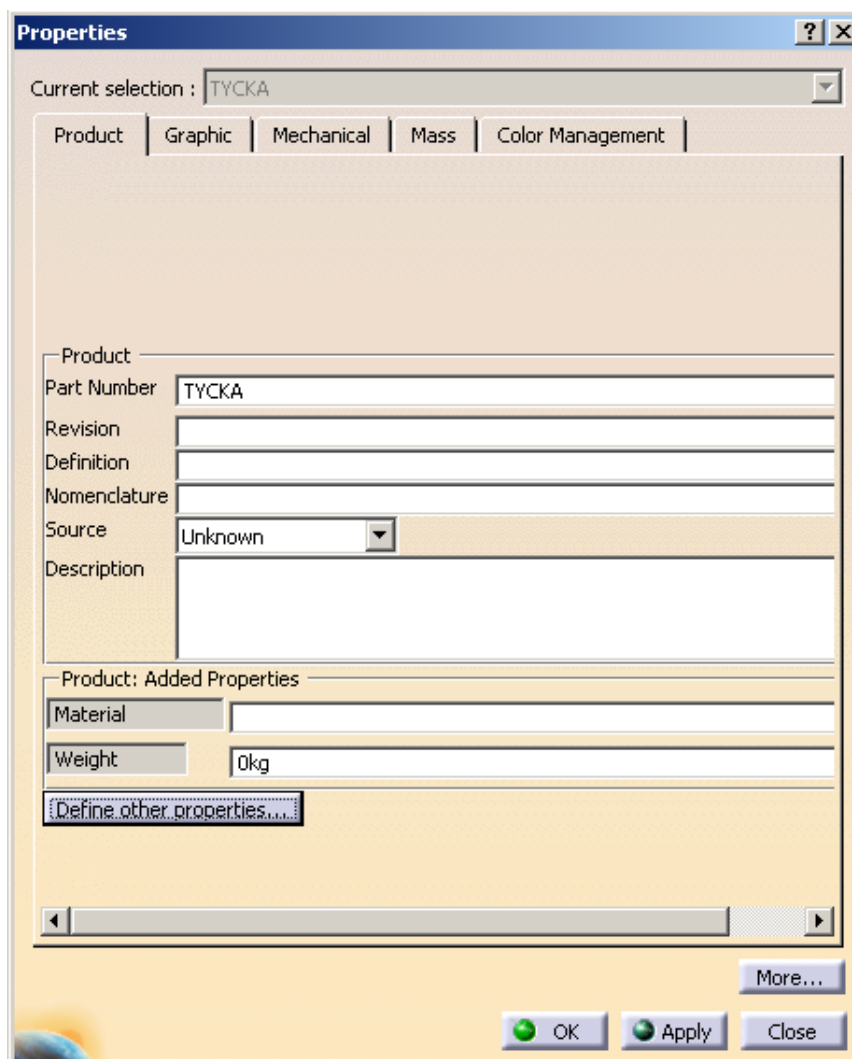 Properties
Current selection : TYCKA
Product Graphic Mechanical Mass Color Management
Product
Part Number TYCKA
Revision
Definition
Nomenclature
Source Unknown
Description
Product: Added Properties
Material
Weight 0kg
Define other properties...
More...
OK Apply Close